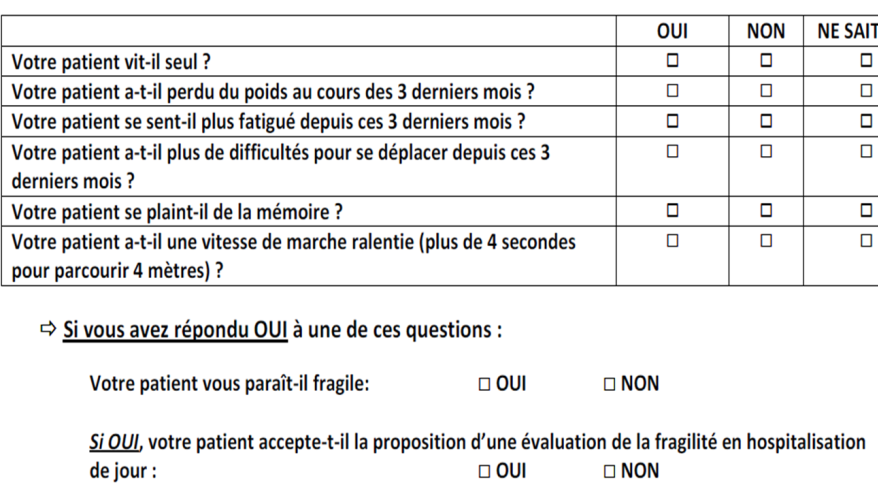 OUI NON NE SAIT
Votre patient vit-il seul ? □ □ □
Votre patient a-t-il perdu du poids au cours des 3 derniers mois ? □ □ □
Votre patient se sent-il plus fatigué depuis ces 3 derniers mois ? □ □ □
Votre patient a-t-il plus de difficultés pour se déplacer depuis ces 3 □ □ □
derniers mois ?
Votre patient se plaint-il de la mémoire ? □ □ □
Votre patient a-t-il une vitesse de marche ralentie (plus de 4 secondes □ □ □
pour parcourir 4 mètres) ?
⇨ Si vous avez répondu OUI à une de ces questions :
Votre patient vous paraît-il fragile: □ OUI □ NON
Si OUI, votre patient accepte-t-il la proposition d’une évaluation de la fragilité en hospitalisation
de jour : □ OUI □ NON